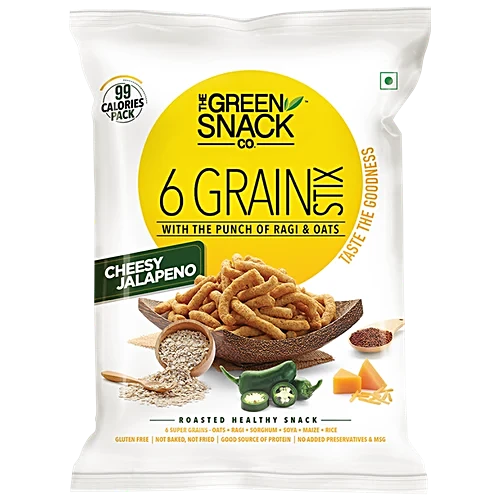 99
CALORIES
PACK
THE
GREEN
SNACK
CO.
™
6 GRAIN STIX
WITH THE PUNCH OF RAGI & OATS
TASTE THE GOODNESS
CHEESY
JALAPENO
ROASTED HEALTHY SNACK
6 SUPER GRAINS - OATS • RAGI • SORGHUM • SOYA • MAIZE • RICE
GLUTEN FREE | NOT BAKED, NOT FRIED | GOOD SOURCE OF PROTEIN | NO ADDED PRESERVATIVES & MSG